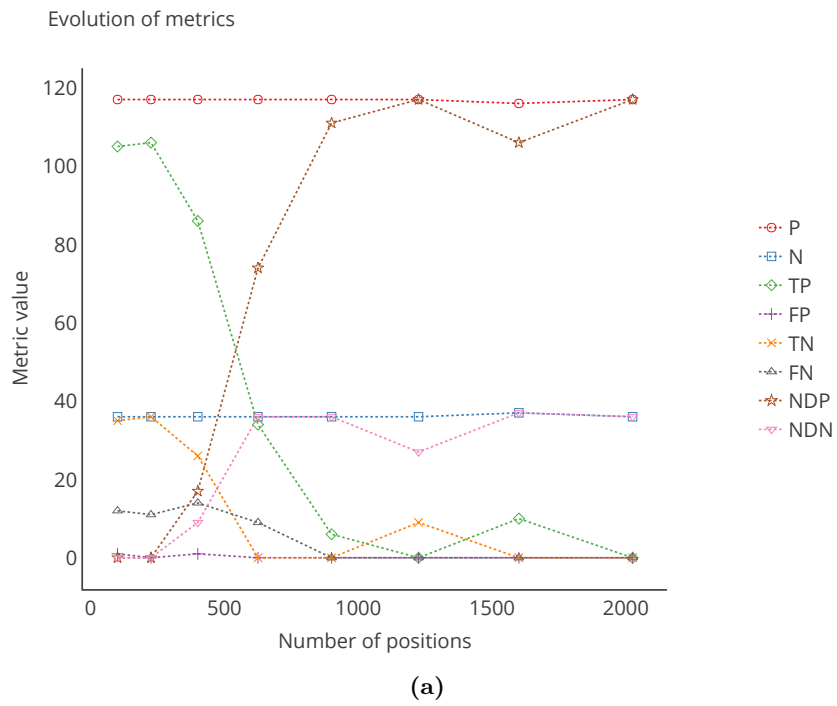 Evolution of metrics
120
100
80
60
40
20
0
Metric value
0 500 1000 1500 2000
Number of positions
P
N
TP
FP
TN
FN
NDP
NDN
(a)